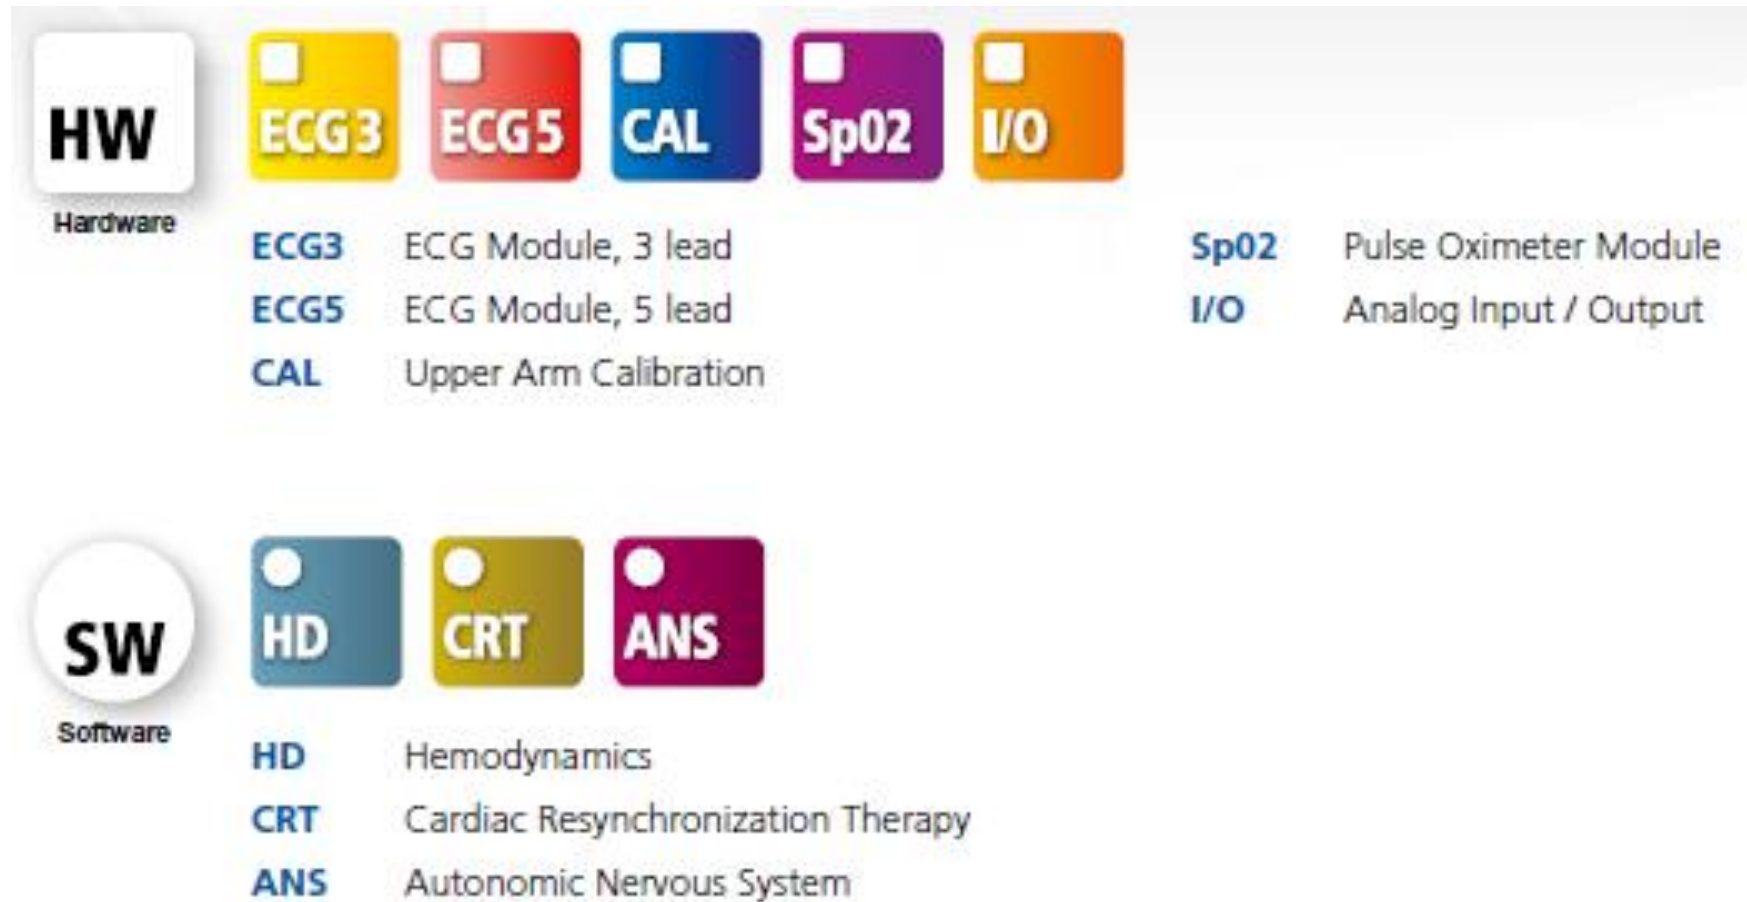 HW
ECG3
ECG5
CAL
Sp02
I/O
Hardware
ECG3 ECG Module, 3 lead
ECG5 ECG Module, 5 lead
CAL Upper Arm Calibration
Sp02 Pulse Oximeter Module
I/O Analog Input / Output
SW
HD
CRT
ANS
Software
HD Hemodynamics
CRT Cardiac Resynchronization Therapy
ANS Autonomic Nervous System